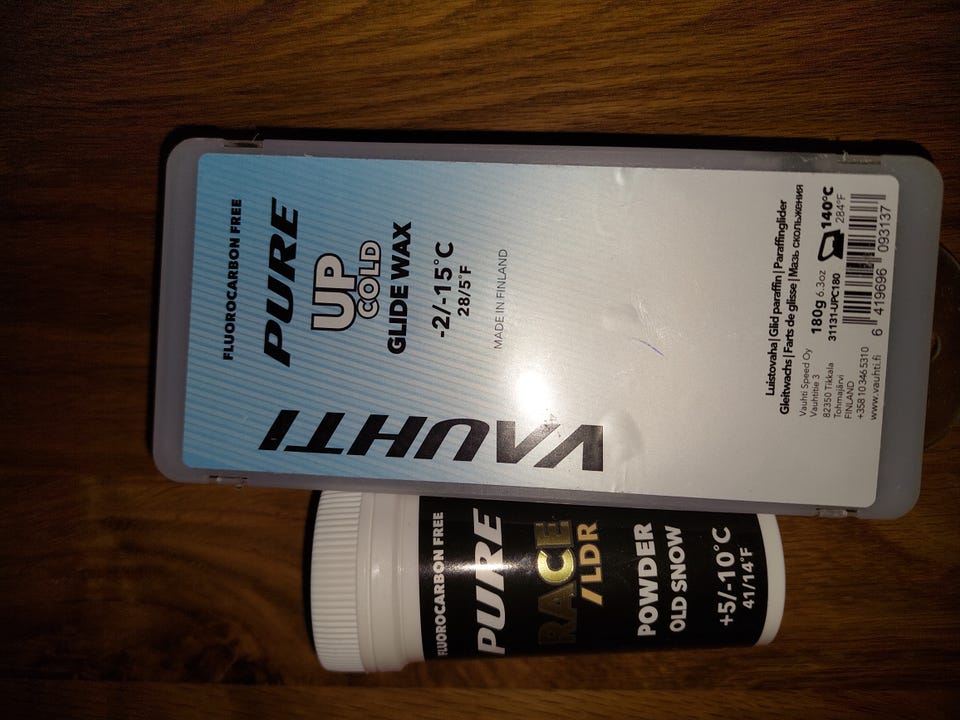 FLUOROCARBON FREE
PURE
UP
COLD
GLIDE WAX
-2/-15°C
28/5°F
MADE IN FINLAND
VAUHTI
Luistovaha | Glid paraffin | Paraffinglider
Gleitwachs | Farts de glisse | Мазь скольжения
Vauhti Speed Oy
Vauhtitie 3
82350 Tikkala
Tohmajärvi
FINLAND
+358 10 346 5310
www.vauhti.fi
180g 6.3oz
31131-UPC180
140°C
284°F
6 419696 093137
FLUOROCARBON FREE
PURE
RACE
/LDR
POWDER
OLD SNOW
+5/-10°C
41/14°F